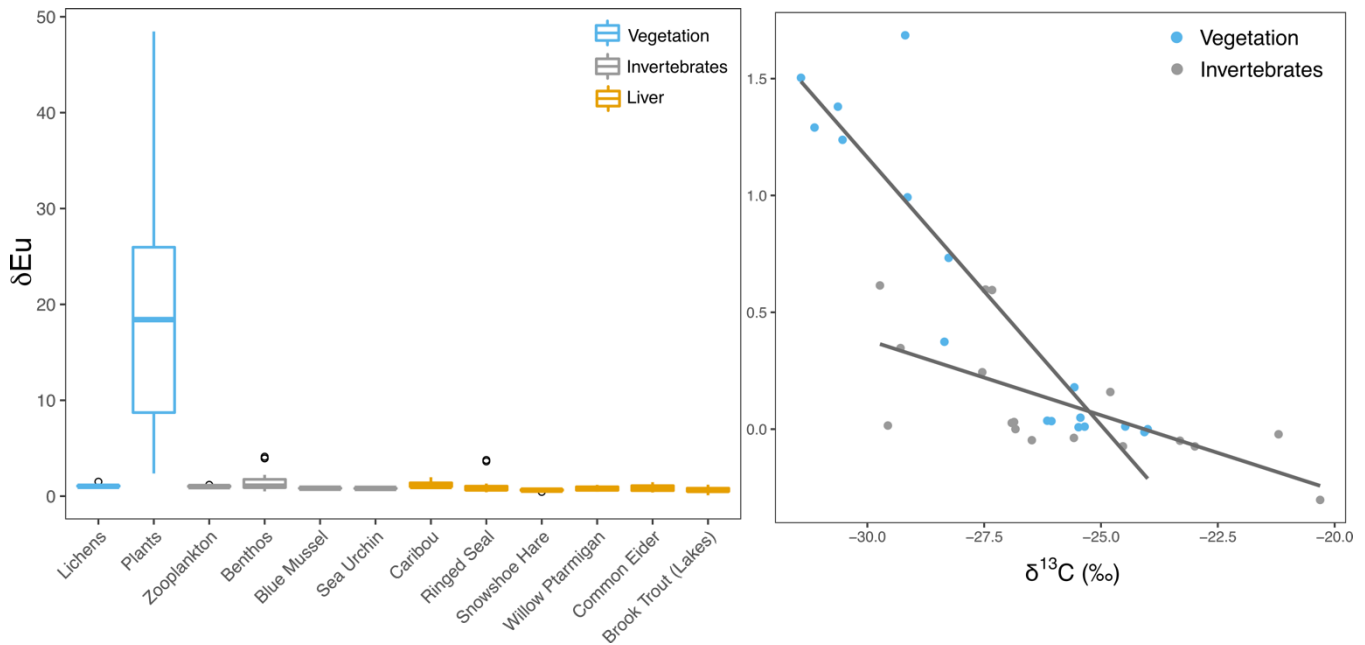 50
40
30
20
10
0
δEu
Vegetation
Invertebrates
Liver
Lichens
Plants
Zooplankton
Benthos
Blue Mussel
Sea Urchin
Caribou
Ringed Seal
Snowshoe Hare
Willow Ptarmigan
Common Eider
Brook Trout (Lakes)
1.5
1.0
0.5
0.0
Vegetation
Invertebrates
−30.0
−27.5
−25.0
−22.5
−20.0
δ¹³C (‰)